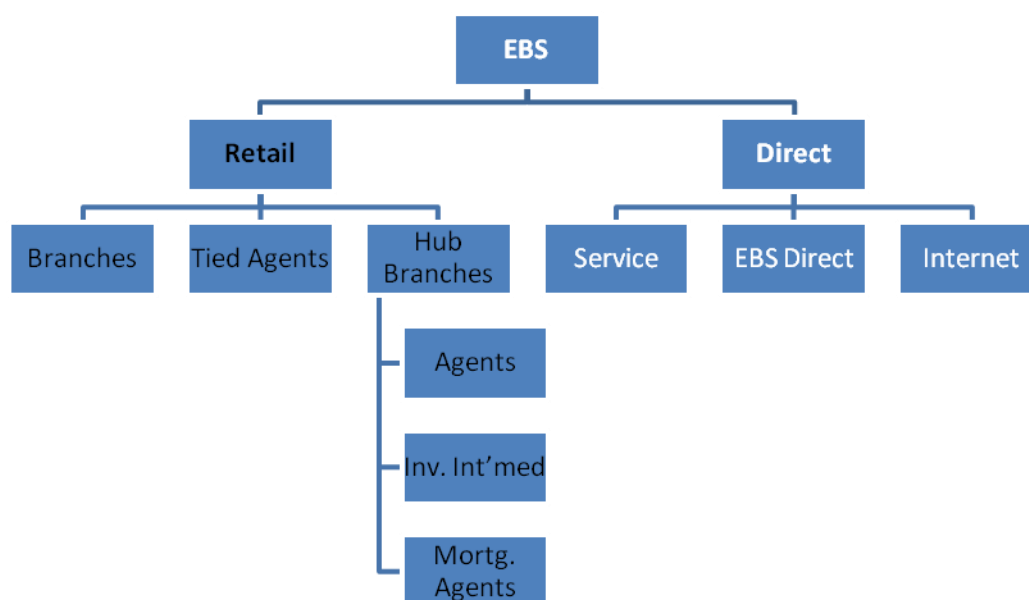 EBS
Retail
Direct
Branches
Tied Agents
Hub
Branches
Service
EBS Direct
Internet
Agents
Inv. Int’med
Mortg.
Agents